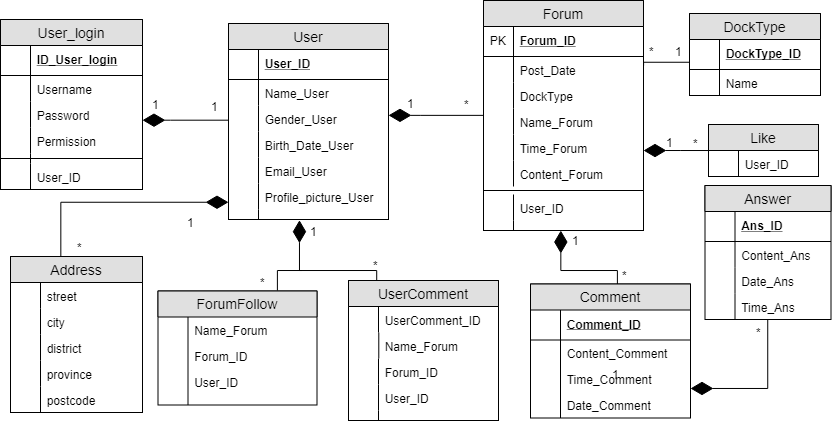 User_login
ID_User_login
Username
Password
Permission
User_ID
1
1
User
User_ID
Name_User
Gender_User
Birth_Date_User
Email_User
Profile_picture_User
1
*
Forum
PK Forum_ID
Post_Date
DockType
Name_Forum
Time_Forum
Content_Forum
User_ID
*
1
DockType
DockType_ID
Name
1
*
Like
User_ID
Answer
Ans_ID
Content_Ans
Date_Ans
Time_Ans
*
1
*
Address
street
city
district
province
postcode
1
*
*
ForumFollow
Name_Forum
Forum_ID
User_ID
UserComment
UserComment_ID
Name_Forum
Forum_ID
User_ID
1
*
Comment
Comment_ID
Content_Comment
Time_Comment
1
Date_Comment